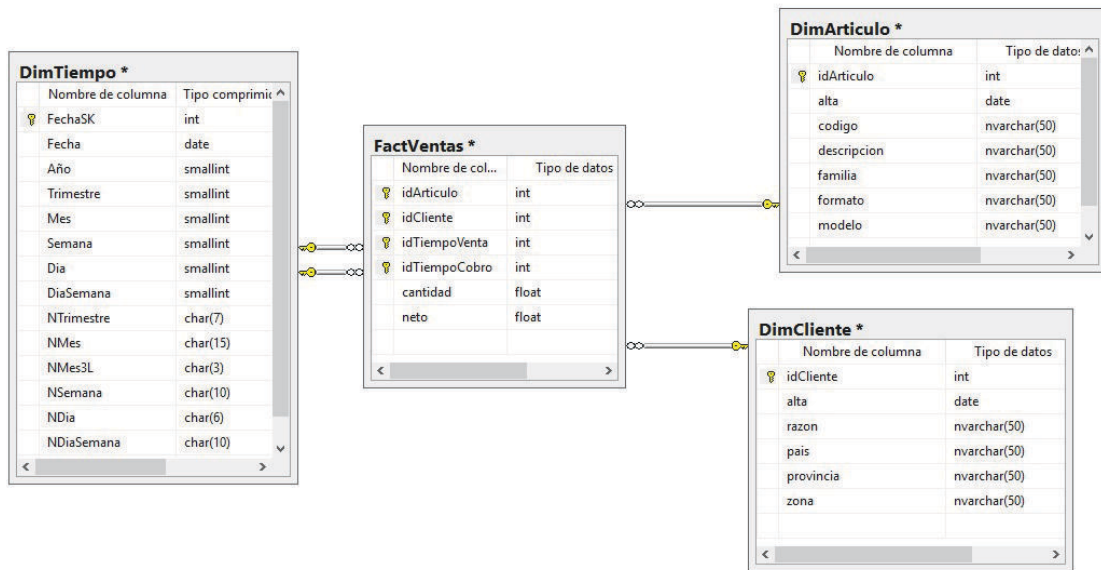 DimTiempo *
Nombre de columna Tipo comprimic
FechaSK int
Fecha date
Año smallint
Trimestre smallint
Mes smallint
Semana smallint
Dia smallint
DiaSemana smallint
NTrimestre char(7)
NMes char(15)
NMes3L char(3)
NSemana char(10)
NDia char(6)
NDiaSemana char(10)
FactVentas *
Nombre de col... Tipo de datos
idArticulo int
idCliente int
idTiempoVenta int
idTiempoCobro int
cantidad float
neto float
DimArticulo *
Nombre de columna Tipo de datos
idArticulo int
alta date
codigo nvarchar(50)
descripcion nvarchar(50)
familia nvarchar(50)
formato nvarchar(50)
modelo nvarchar(50)
DimCliente *
Nombre de columna Tipo de datos
idCliente int
alta date
razon nvarchar(50)
pais nvarchar(50)
provincia nvarchar(50)
zona nvarchar(50)